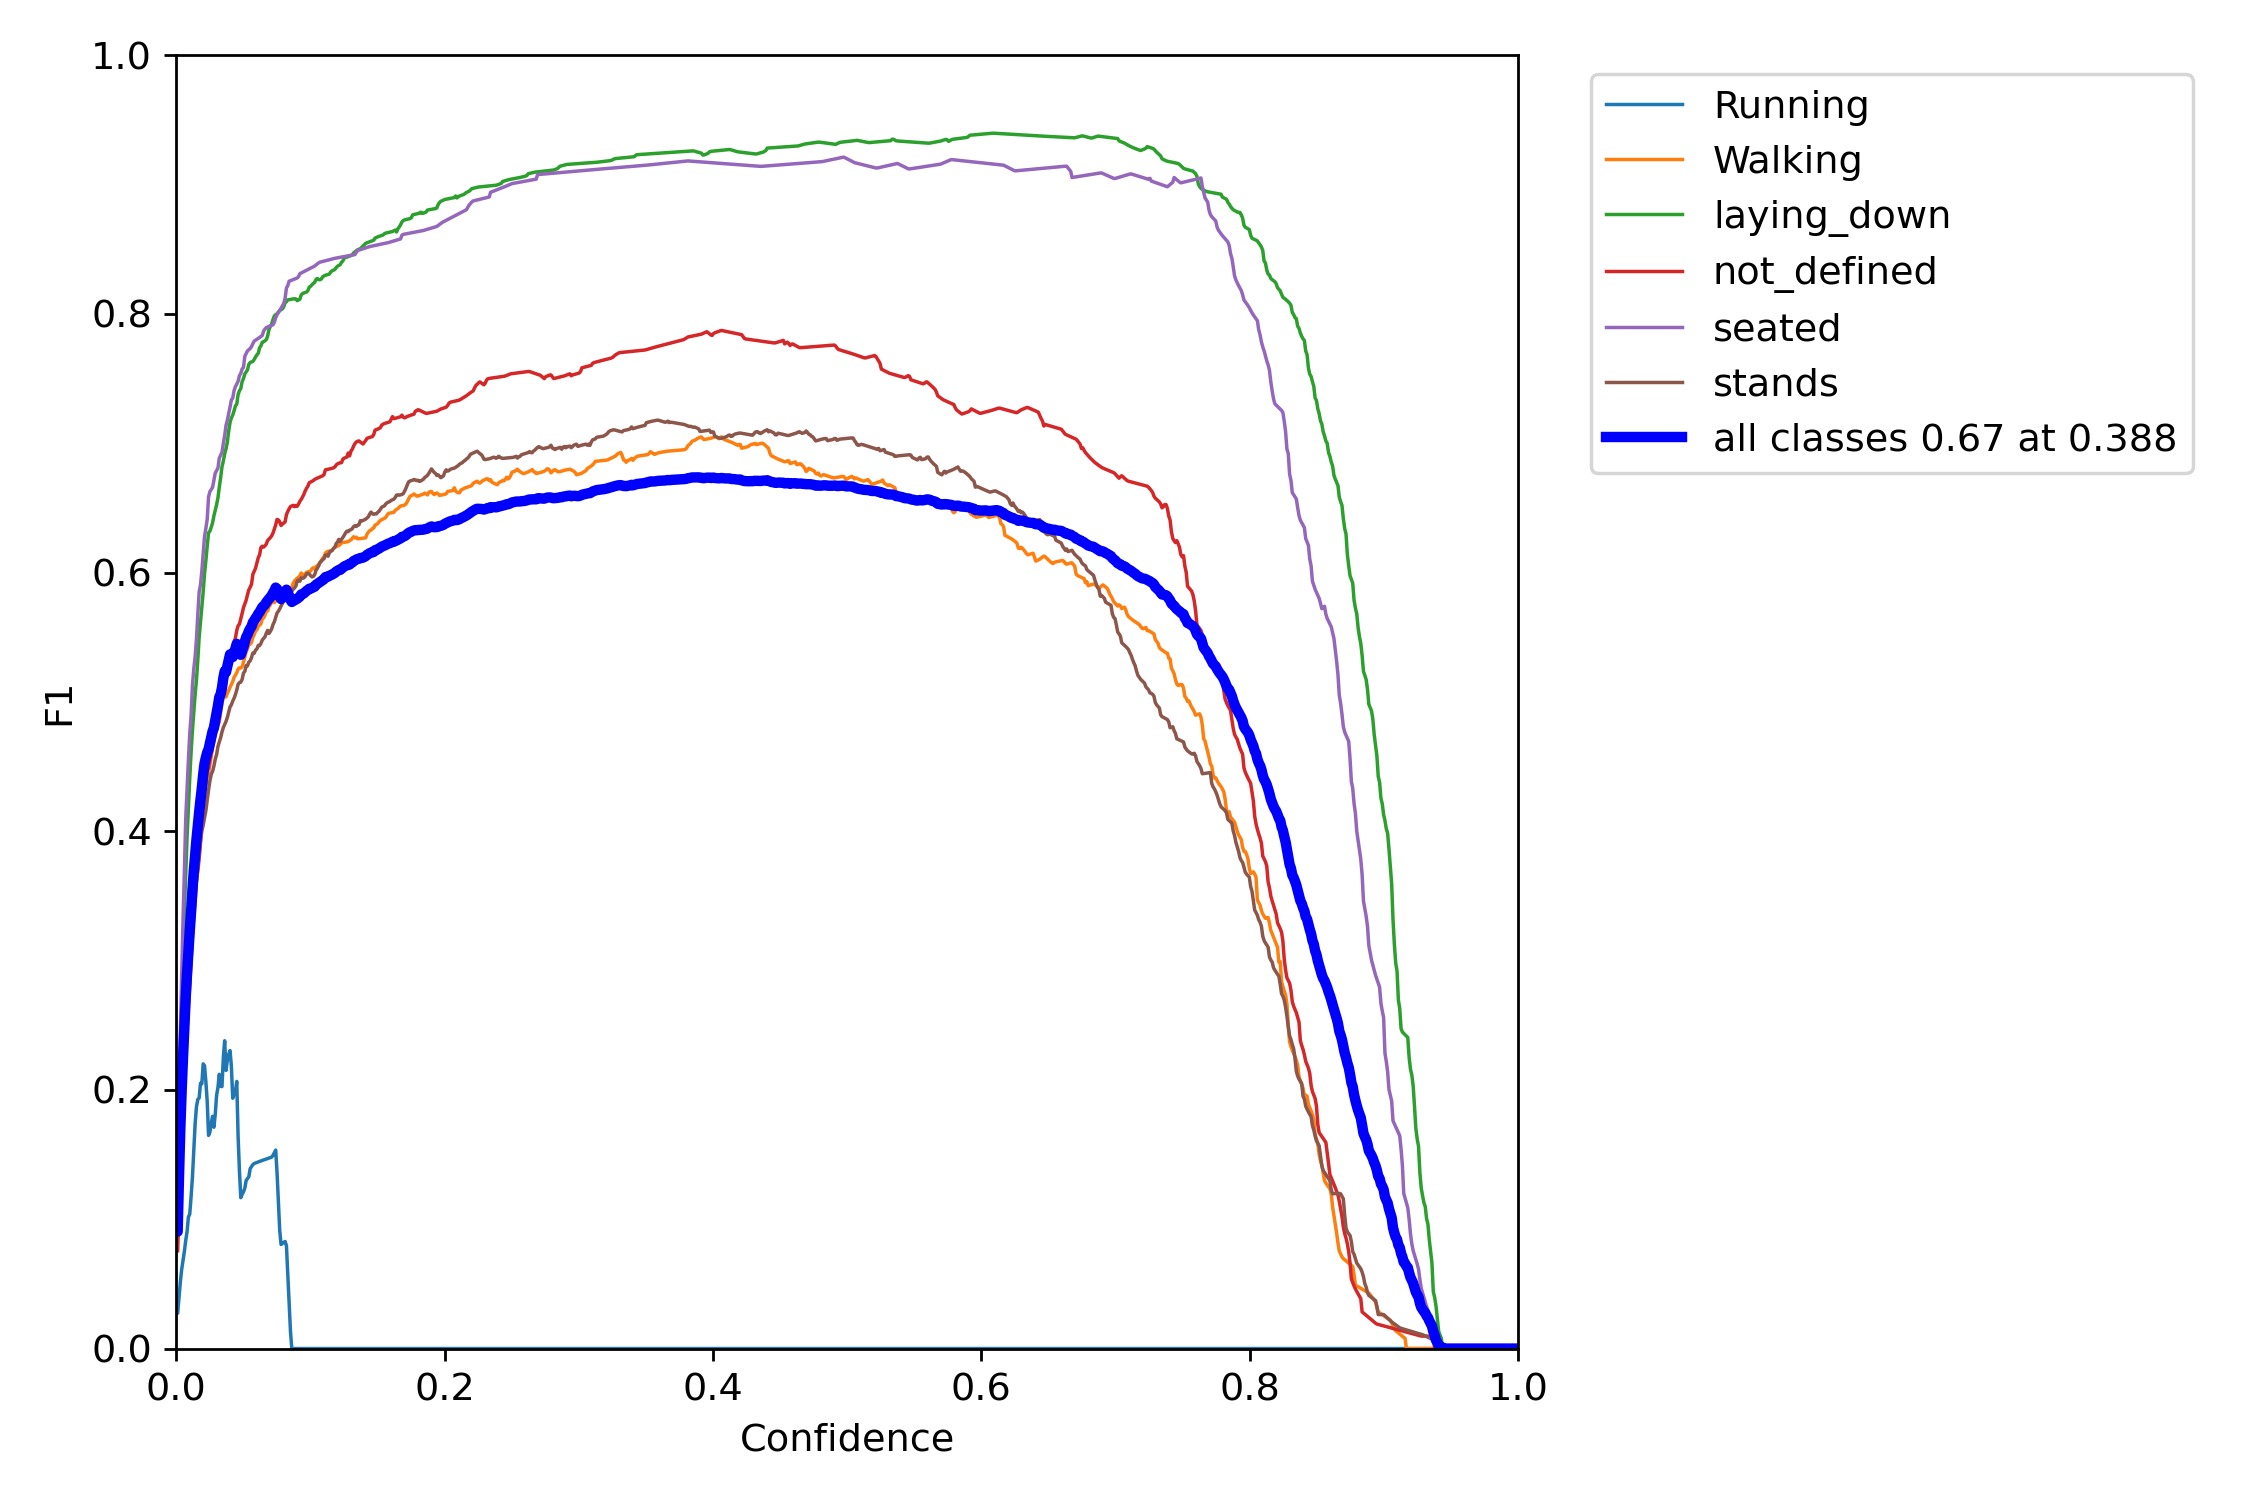 1.0
0.8
0.6
0.4
0.2
0.0
F1
0.0 0.2 0.4 0.6 0.8 1.0
Confidence
Running
Walking
laying_down
not_defined
seated
stands
all classes 0.67 at 0.388